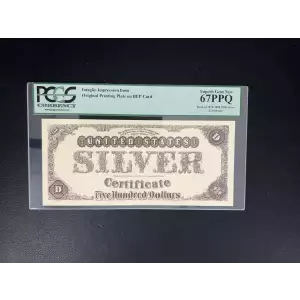 PCGS
CURRENCY
Intaglio Impression from
Original Printing Plate on BEP Card
Superb Gem New
67PPQ
UNITED STATES
SILVER
Certificate
D
D
Five Hundred Dollars